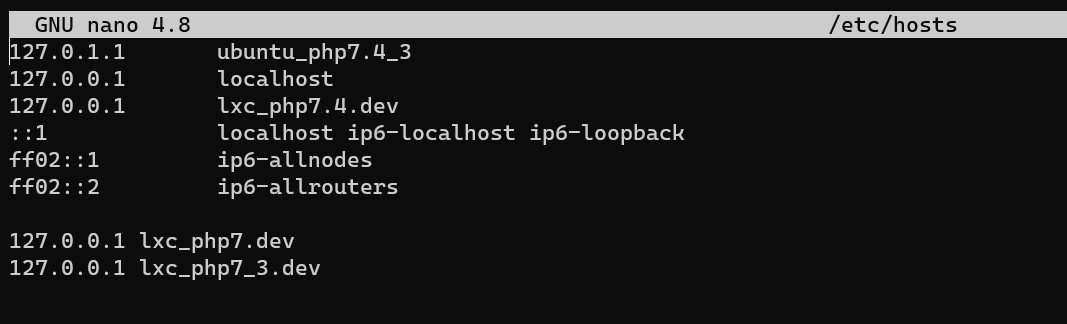 GNU nano 4.8 /etc/hosts
127.0.1.1 ubuntu_php7.4_3
127.0.0.1 localhost
127.0.0.1 lxc_php7.4.dev
::1 localhost ip6-localhost ip6-loopback
ff02::1 ip6-allnodes
ff02::2 ip6-allrouters
127.0.0.1 lxc_php7.dev
127.0.0.1 lxc_php7_3.dev